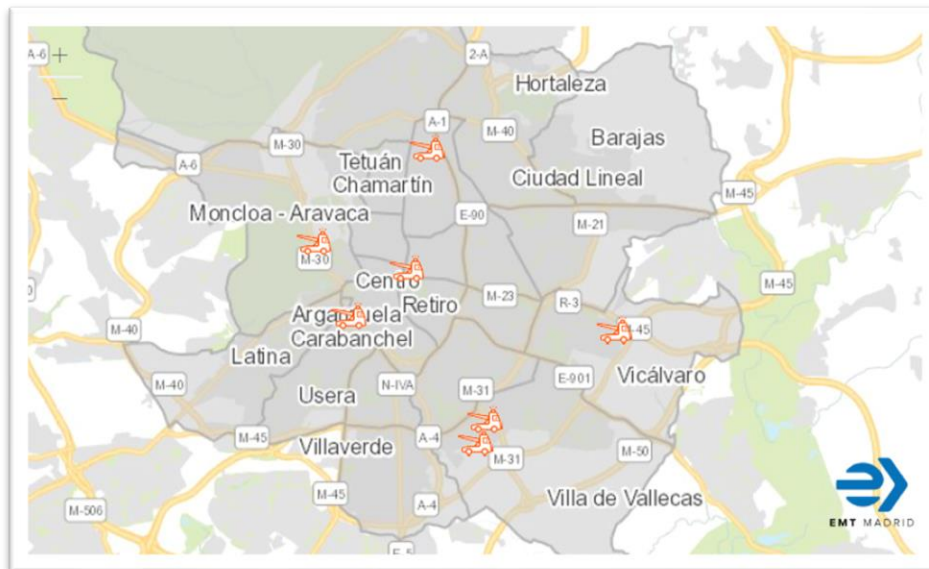 A-6
2-A
Hortaleza
A-1
M-40
Barajas
M-30
A-6
Tetuán
Chamartín
Ciudad Lineal
M-45
Moncloa - Aravaca
E-90
M-21
M-30
Centro
M-45
M-23
R-3
Retiro
M-40
Carabanchel
Latina
E-901
Vicálvaro
M-40
Usera
N-IVA
M-31
M-45
Villaverde
A-4
M-31
M-50
M-45
A-4
Villa de Vallecas
M-506
EMT MADRID